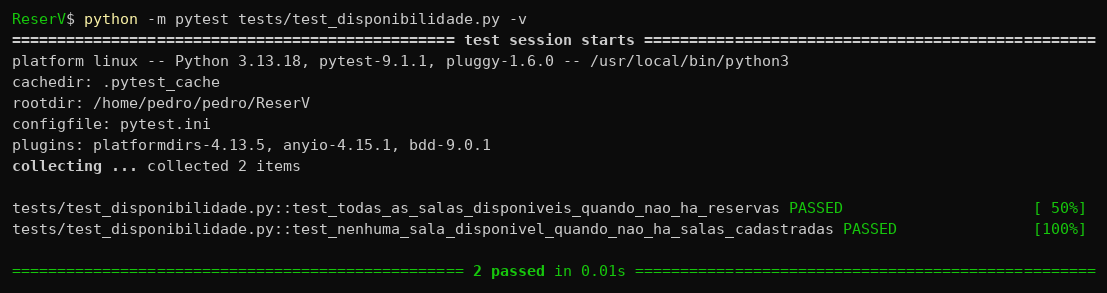 ReserV$ python -m pytest tests/test_disponibilidade.py -v
================================================= test session starts ==================================================
platform linux -- Python 3.13.18, pytest-9.1.1, pluggy-1.6.0 -- /usr/local/bin/python3
cachedir: .pytest_cache
rootdir: /home/pedro/pedro/ReserV
configfile: pytest.ini
plugins: platformdirs-4.13.5, anyio-4.15.1, bdd-9.0.1
collecting ... collected 2 items

tests/test_disponibilidade.py::test_todas_as_salas_disponiveis_quando_nao_ha_reservas PASSED                     [ 50%]
tests/test_disponibilidade.py::test_nenhuma_sala_disponivel_quando_nao_ha_salas_cadastradas PASSED               [100%]

================================================== 2 passed in 0.01s ===================================================